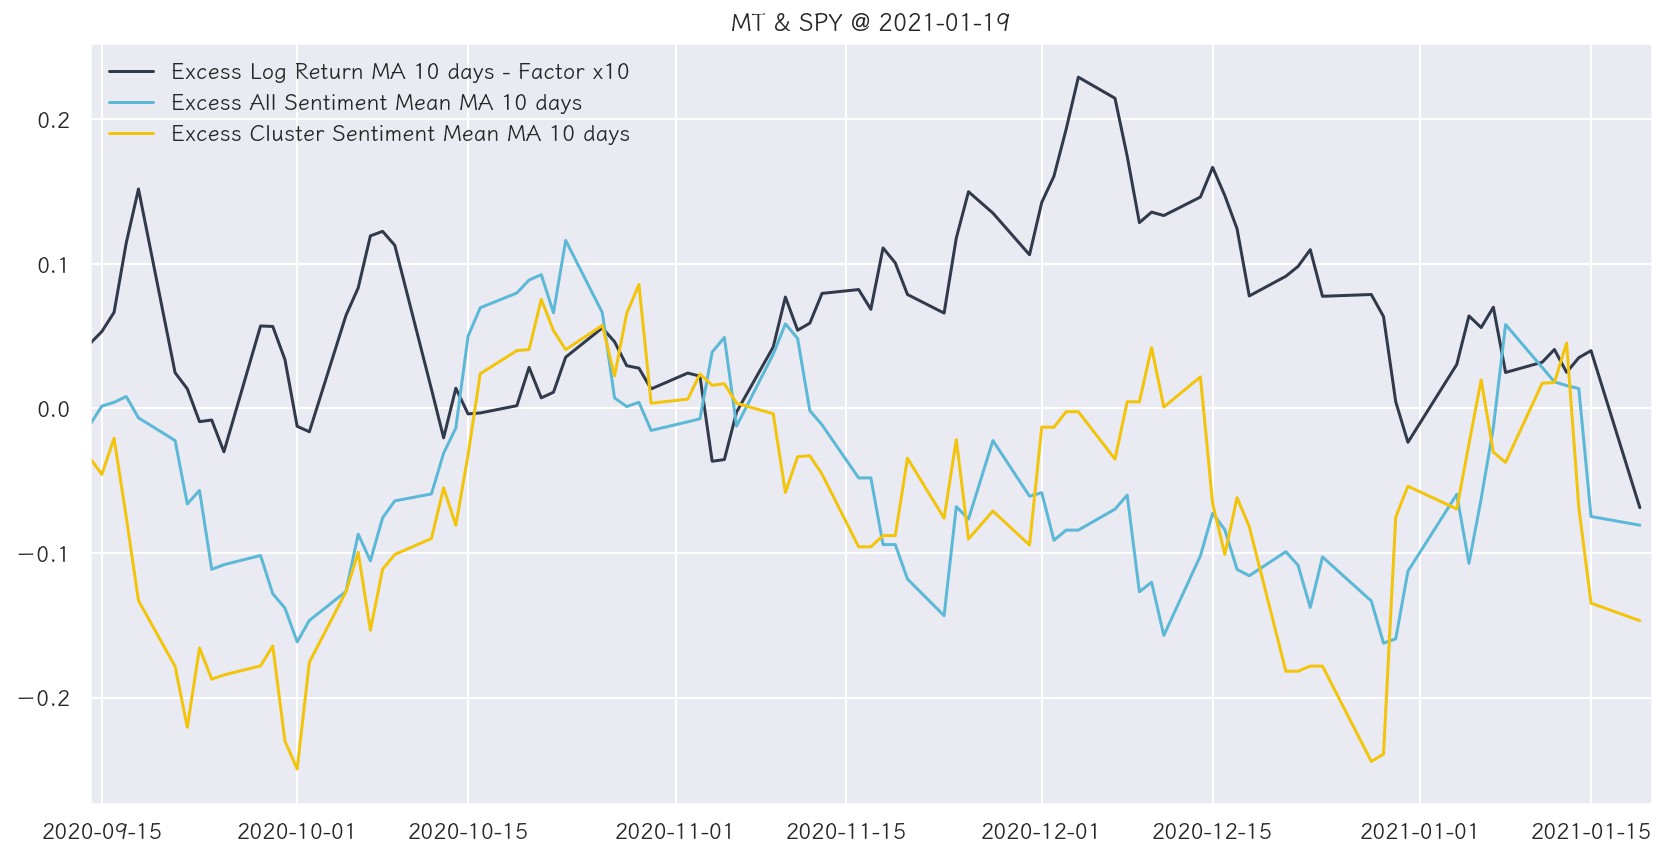 MT & SPY @ 2021-01-19
Excess Log Return MA 10 days - Factor x10
Excess All Sentiment Mean MA 10 days
Excess Cluster Sentiment Mean MA 10 days
0.2
0.1
0.0
−0.1
−0.2
2020-09-15 2020-10-01 2020-10-15 2020-11-01 2020-11-15 2020-12-01 2020-12-15 2021-01-01 2021-01-15